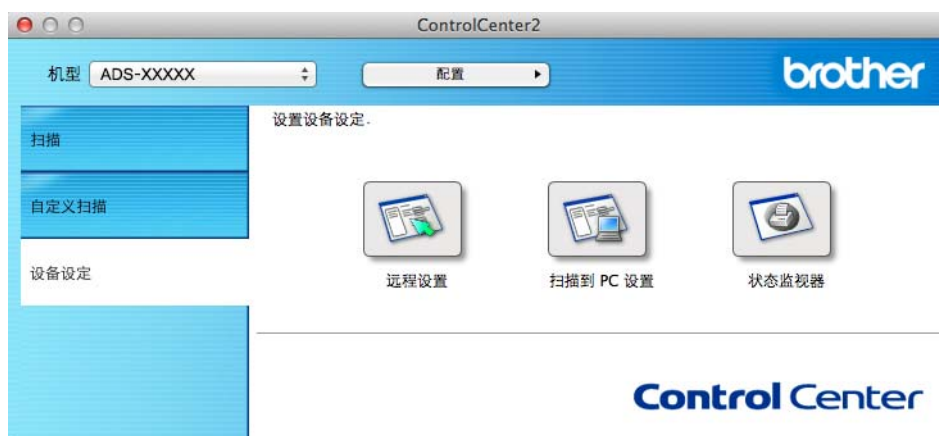 ControlCenter2
机型 ADS-XXXXX 配置 brother
扫描
自定义扫描
设备设定
设置设备设定.
远程设置 扫描到 PC 设置 状态监视器
Control Center